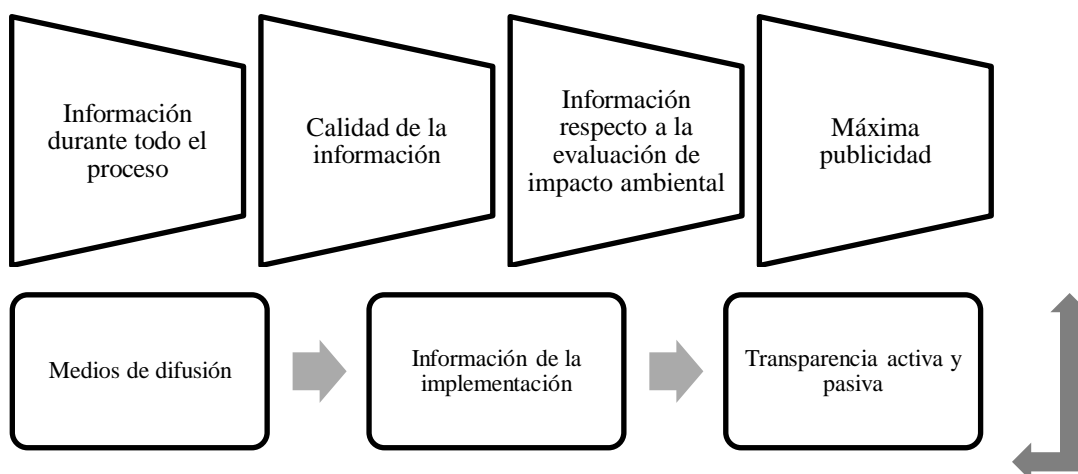 Información
durante todo el
proceso
Calidad de la
información
Información
respecto a la
evaluación de
impacto ambiental
Máxima
publicidad
Medios de difusión
Información de la
implementación
Transparencia activa y
pasiva